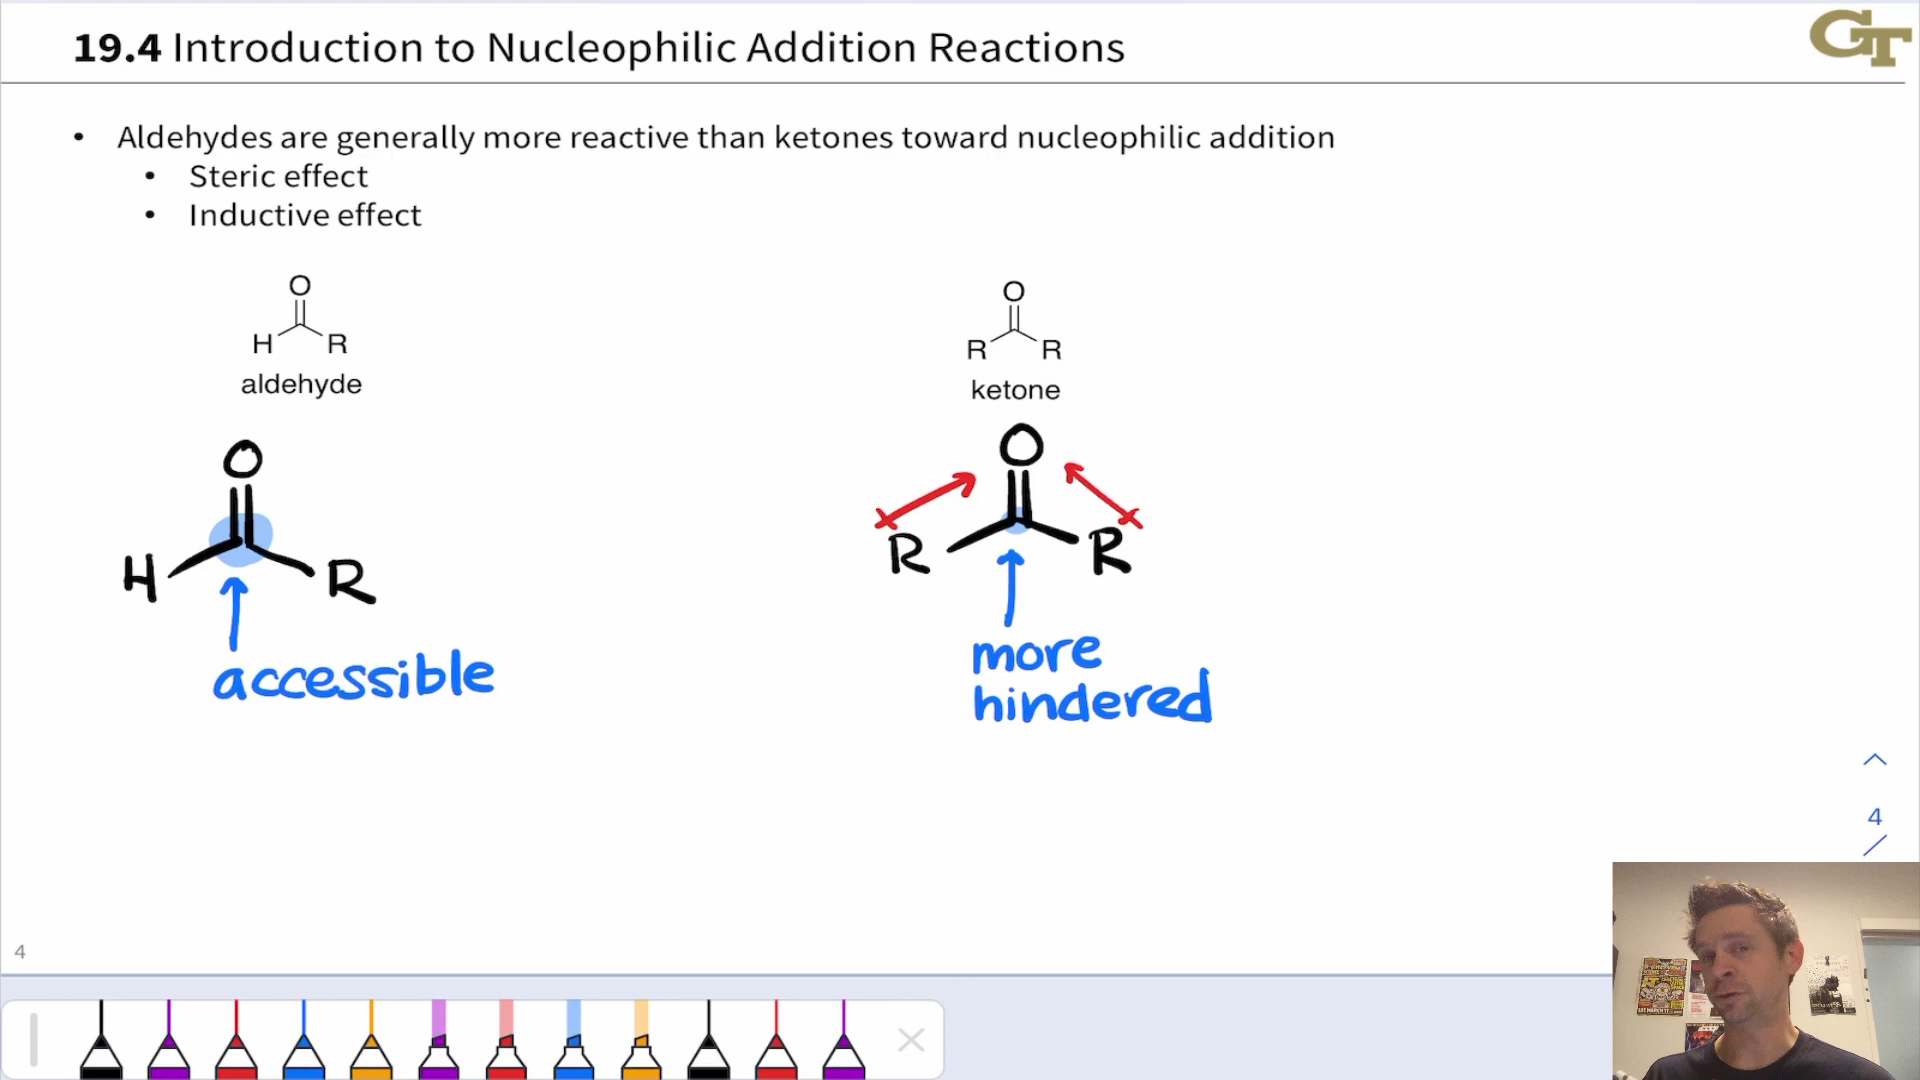 19.4 Introduction to Nucleophilic Addition Reactions
GT
• Aldehydes are generally more reactive than ketones toward nucleophilic addition
• Steric effect
• Inductive effect
O
H R
aldehyde
O
R R
ketone
O
H R
accessible
O
R R
more
hindered
4
4